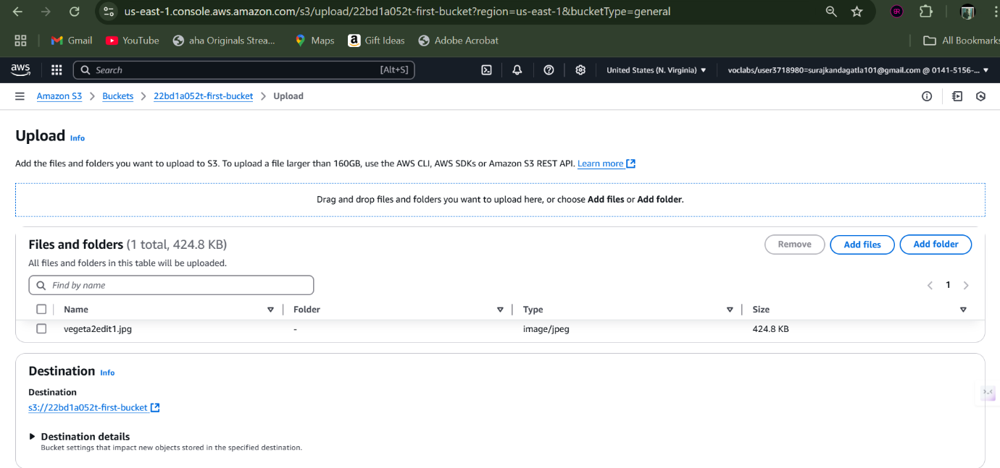 us-east-1.console.aws.amazon.com/s3/upload/22bd1a052t-first-bucket?region=us-east-1&bucketType=general
Gmail YouTube aha Originals Strea... Maps Gift Ideas Adobe Acrobat All Bookmarks
aws Search [Alt+S] United States (N. Virginia) voclabs/user3718980=surajkandagatla101@gmail.com @ 0141-5156-...
Amazon S3 > Buckets > 22bd1a052t-first-bucket > Upload
Upload Info
Add the files and folders you want to upload to S3. To upload a file larger than 160GB, use the AWS CLI, AWS SDKs or Amazon S3 REST API. Learn more
Drag and drop files and folders you want to upload here, or choose Add files or Add folder.
Files and folders (1 total, 424.8 KB) Remove Add files Add folder
All files and folders in this table will be uploaded.
Find by name 1
Name Folder Type Size
vegeta2edit1.jpg - image/jpeg 424.8 KB
Destination Info
Destination
s3://22bd1a052t-first-bucket
Destination details
Bucket settings that impact new objects stored in the specified destination.